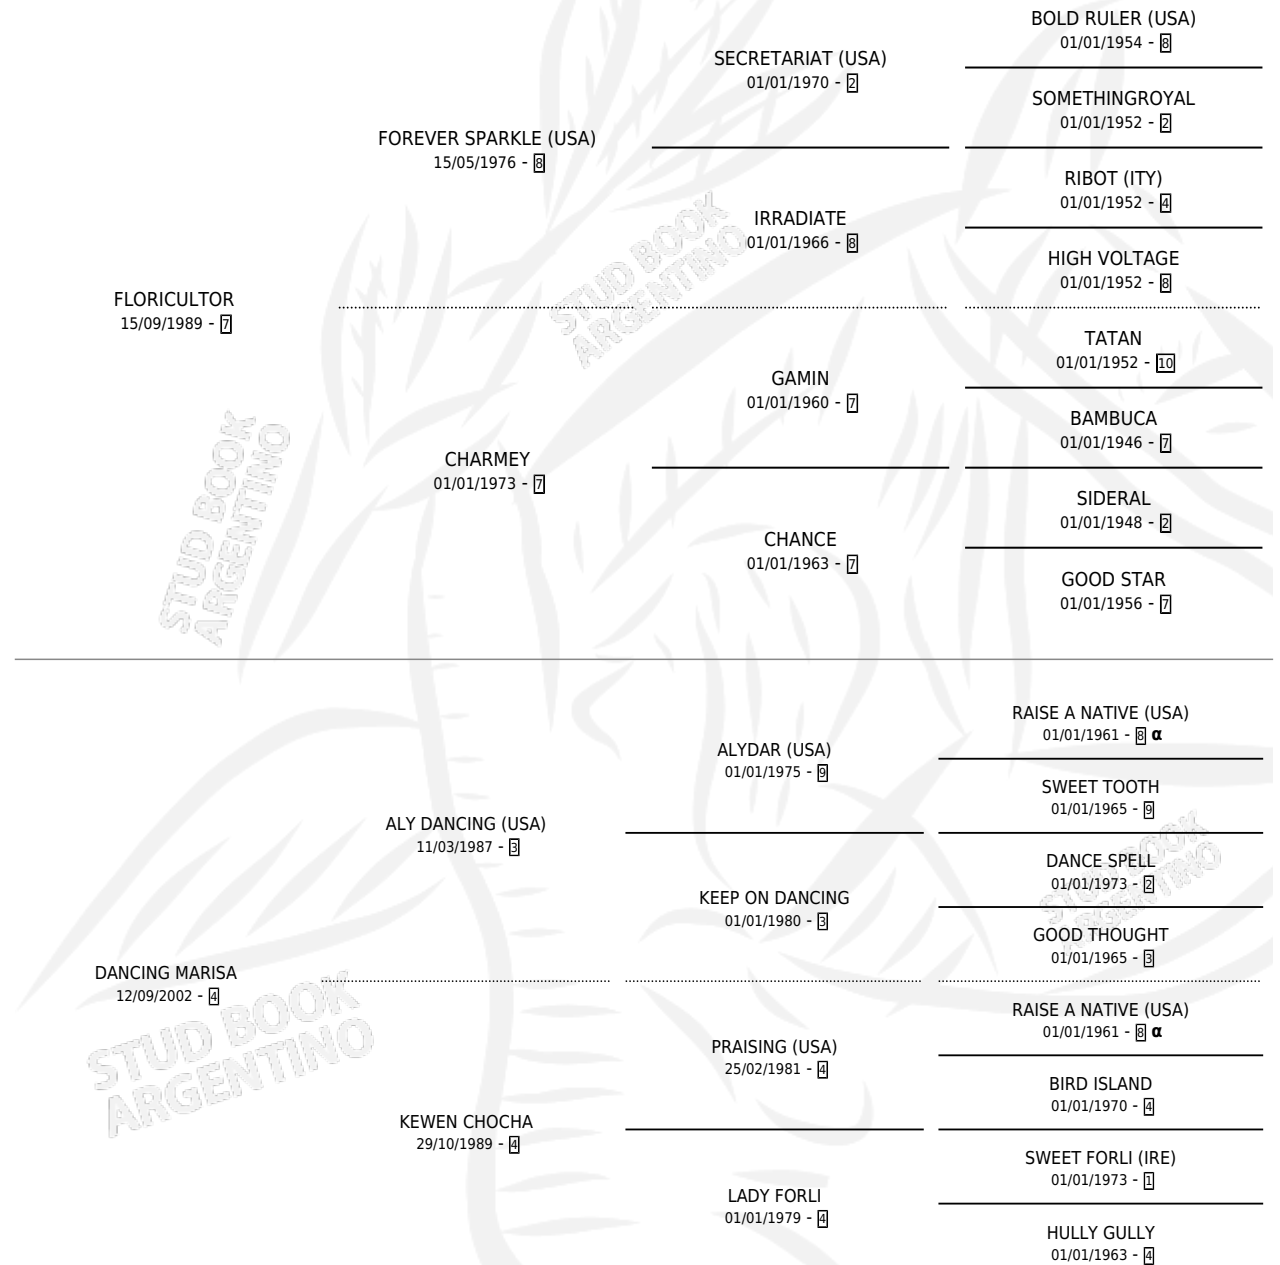 BOLD RULER (USA)
01/01/1954 - 8
SECRETARIAT (USA)
01/01/1970 - 2
SOMETHINGROYAL
01/01/1952 - 2
FOREVER SPARKLE (USA)
15/05/1976 - 8
RIBOT (ITY)
01/01/1952 - 4
IRRADIATE
01/01/1966 - 8
HIGH VOLTAGE
01/01/1952 - 8
FLORICULTOR
15/09/1989 - 7
TATAN
01/01/1952 - 10
GAMIN
01/01/1960 - 7
BAMBUCA
01/01/1946 - 7
CHARMEY
01/01/1973 - 7
SIDERAL
01/01/1948 - 2
CHANCE
01/01/1963 - 7
GOOD STAR
01/01/1956 - 7
RAISE A NATIVE (USA)
01/01/1961 - 8 α
ALYDAR (USA)
01/01/1975 - 9
SWEET TOOTH
01/01/1965 - 9
ALY DANCING (USA)
11/03/1987 - 3
DANCE SPELL
01/01/1973 - 2
KEEP ON DANCING
01/01/1980 - 3
GOOD THOUGHT
01/01/1965 - 3
DANCING MARISA
12/09/2002 - 4
RAISE A NATIVE (USA)
01/01/1961 - 8 α
PRAISING (USA)
25/02/1981 - 4
BIRD ISLAND
01/01/1970 - 4
KEWEN CHOCHA
29/10/1989 - 4
SWEET FORLI (IRE)
01/01/1973 - 1
LADY FORLI
01/01/1979 - 4
HULLY GULLY
01/01/1963 - 4
STUD BOOK
ARGENTINO
STUD BOOK
ARGENTINO
STUD BOOK
ARGENTINO
STUD BOOK
ARGENTINO